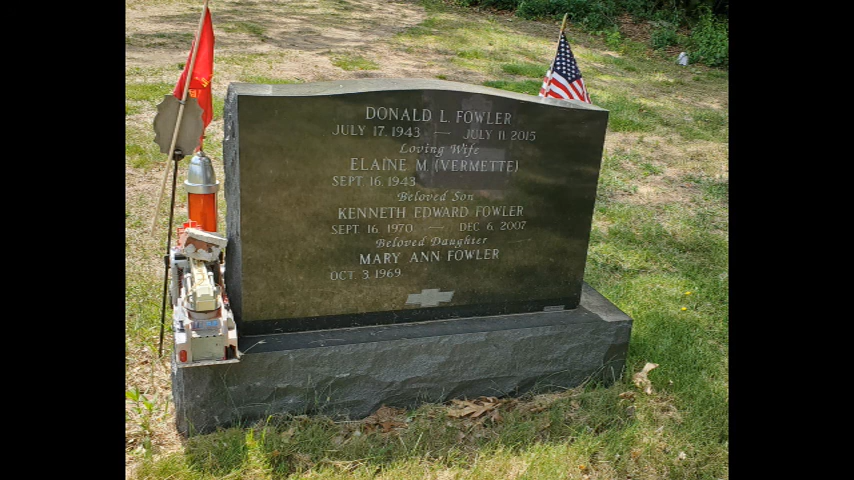 DONALD L. FOWLER
JULY 17, 1943 — JULY 11, 2015
Loving Wife
ELAINE M. (VERMETTE)
SEPT. 16, 1943
Beloved Son
KENNETH EDWARD FOWLER
SEPT. 16, 1970 — DEC. 6, 2007
Beloved Daughter
MARY ANN FOWLER
OCT. 3, 1969